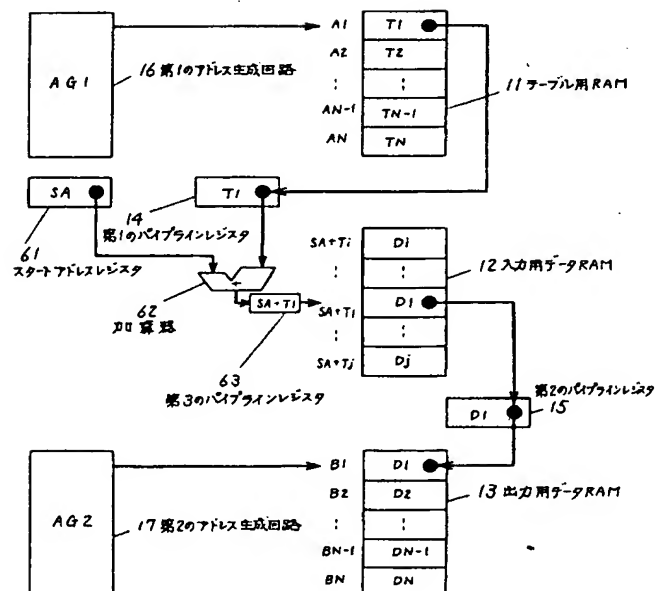 A1 T1
A2 T2
AG1
16 第1のアドレス生成回路
: :
11 テーブル用RAM
AN-1 TN-1
AN TN
SA
T1
14
第1のパイプラインレジスタ
61
スタートアドレスレジスタ
SA+Ti Di
: :
12 入力用データRAM
62
加算器
SA+T1
SA+T1 D1
: :
63
第3のパイプラインレジスタ
SA+Tj Dj
第2のパイプラインレジスタ
D1
15
B1 D1
B2 D2
13 出力用データRAM
AG2
17 第2のアドレス生成回路
: :
BN-1 DN-1
BN DN